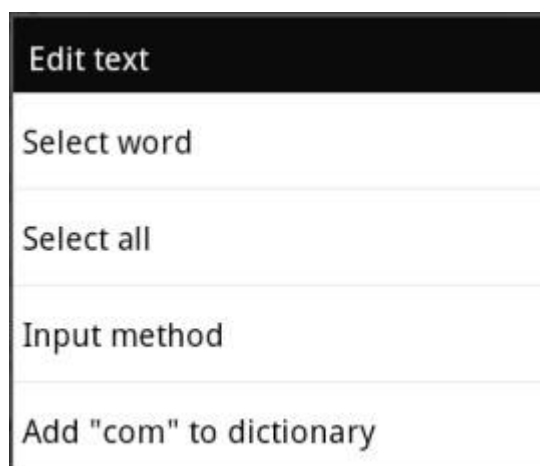 Edit text
Select word
Select all
Input method
Add "com" to dictionary